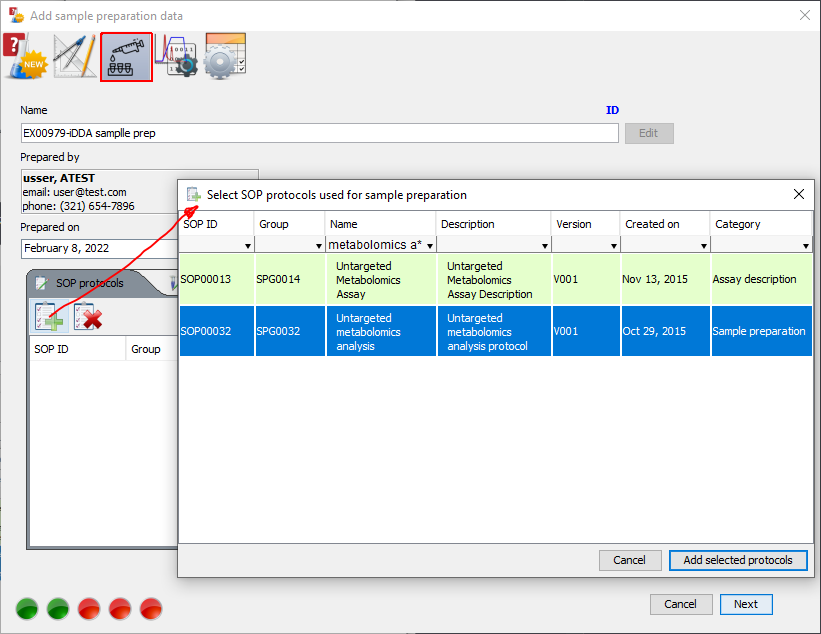 Add sample preparation data
?
NEW
Name
ID
EX00979-iDDA samplle prep
Edit
Prepared by
usser, ATEST
email: user@test.com
phone: (321) 654-7896
Prepared on
February 8, 2022
SOP protocols
SOP ID Group
Select SOP protocols used for sample preparation
SOP ID Group Name Description Version Created on Category
metabolomics a*
SOP00013 SPG0014 Untargeted Metabolomics Assay Untargeted Metabolomics Assay Description V001 Nov 13, 2015 Assay description
SOP00032 SPG0032 Untargeted metabolomics analysis Untargeted metabolomics analysis protocol V001 Oct 29, 2015 Sample preparation
Cancel Add selected protocols
Cancel Next